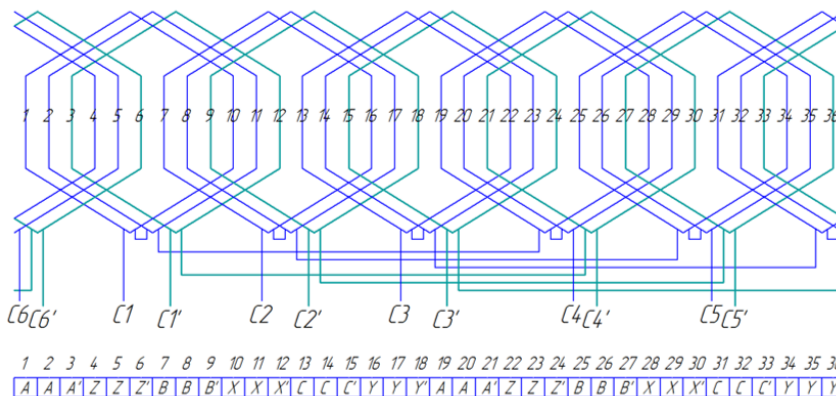 1 2 3 4 5 6 7 8 9 10 11 12 13 14 15 16 17 18 19 20 21 22 23 24 25 26 27 28 29 30 31 32 33 34 35 36
C6 C6' C1 C1' C2 C2' C3 C3' C4 C4' C5 C5'
1 2 3 4 5 6 7 8 9 10 11 12 13 14 15 16 17 18 19 20 21 22 23 24 25 26 27 28 29 30 31 32 33 34 35 36
A A A' Z Z Z' B B B' X X X' C C C' Y Y Y' A A A' Z Z Z' B B B' X X X' C C C' Y Y Y'